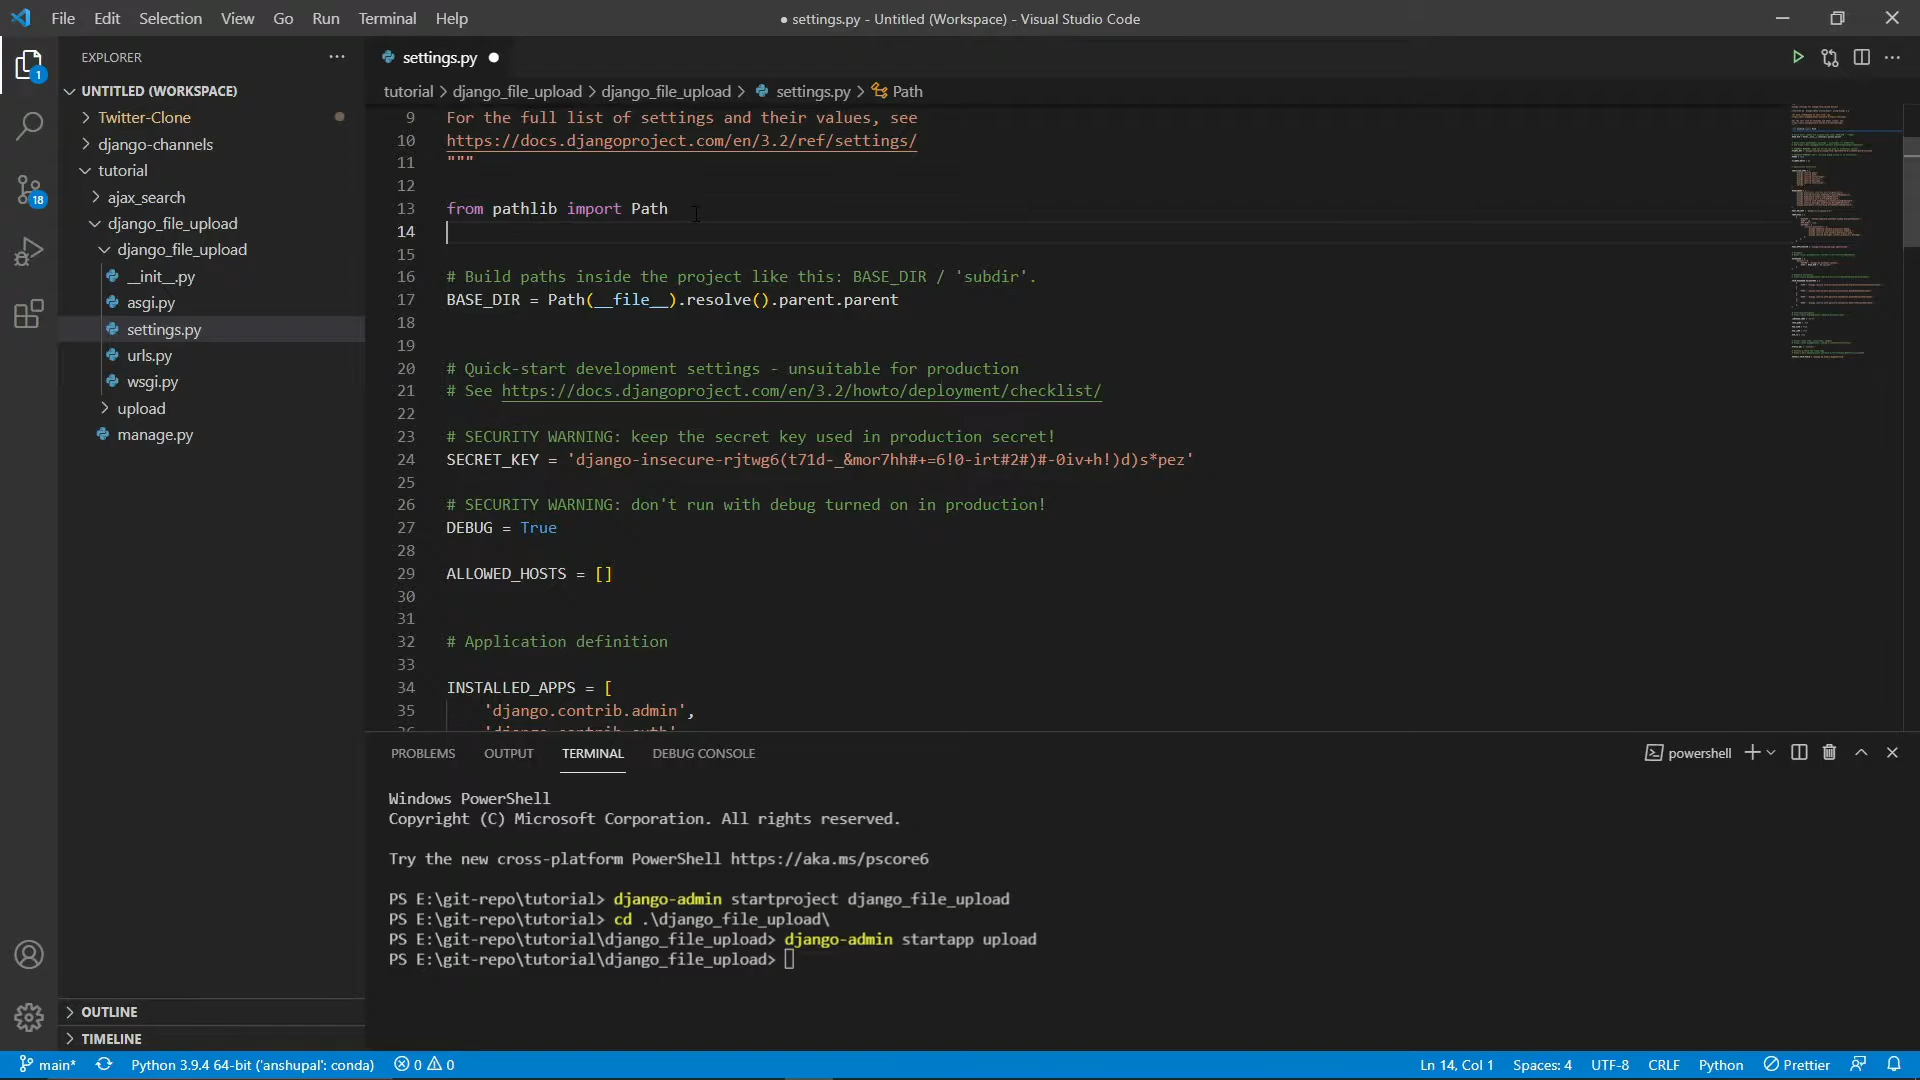 File Edit Selection View Go Run Terminal Help
● settings.py - Untitled (Workspace) - Visual Studio Code
EXPLORER
1
18
UNTITLED (WORKSPACE)
Twitter-Clone
django-channels
tutorial
ajax_search
django_file_upload
django_file_upload
__init__.py
asgi.py
settings.py
urls.py
wsgi.py
upload
manage.py
OUTLINE
TIMELINE
settings.py
tutorial > django_file_upload > django_file_upload > settings.py > Path
9 For the full list of settings and their values, see
10 https://docs.djangoproject.com/en/3.2/ref/settings/
11 """
12
13 from pathlib import Path
14
15
16 # Build paths inside the project like this: BASE_DIR / 'subdir'.
17 BASE_DIR = Path(__file__).resolve().parent.parent
18
19
20 # Quick-start development settings - unsuitable for production
21 # See https://docs.djangoproject.com/en/3.2/howto/deployment/checklist/
22
23 # SECURITY WARNING: keep the secret key used in production secret!
24 SECRET_KEY = 'django-insecure-rjtwg6(t71d-_&mor7hh#+=6!0-irt#2#)#-0iv+h!)d)s*pez'
25
26 # SECURITY WARNING: don't run with debug turned on in production!
27 DEBUG = True
28
29 ALLOWED_HOSTS = []
30
31
32 # Application definition
33
34 INSTALLED_APPS = [
35 'django.contrib.admin',
PROBLEMS OUTPUT TERMINAL DEBUG CONSOLE
powershell
Windows PowerShell
Copyright (C) Microsoft Corporation. All rights reserved.
Try the new cross-platform PowerShell https://aka.ms/pscore6
PS E:\git-repo\tutorial> django-admin startproject django_file_upload
PS E:\git-repo\tutorial> cd .\django_file_upload\
PS E:\git-repo\tutorial\django_file_upload> django-admin startapp upload
PS E:\git-repo\tutorial\django_file_upload>
main* Python 3.9.4 64-bit ('anshupal': conda) 0 0 Ln 14, Col 1 Spaces: 4 UTF-8 CRLF Python Prettier